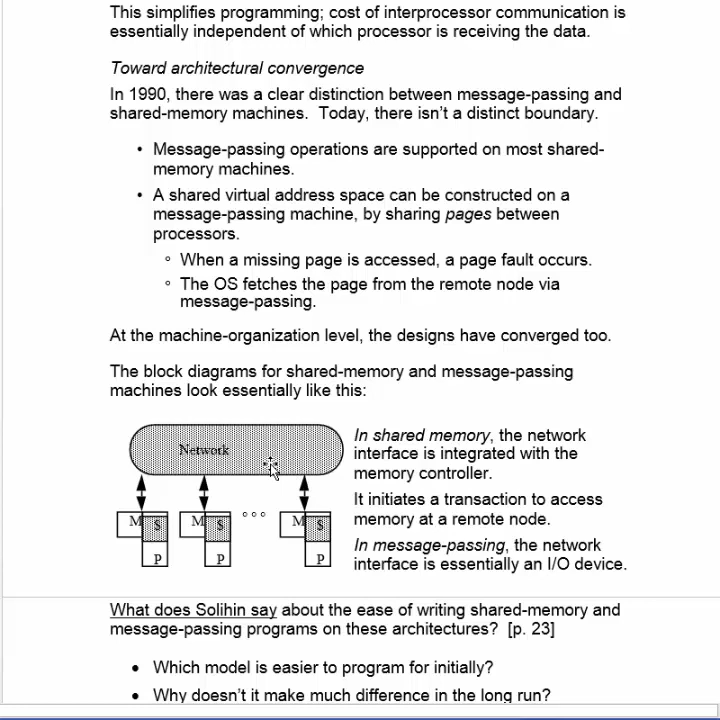 This simplifies programming; cost of interprocessor communication is
essentially independent of which processor is receiving the data.
Toward architectural convergence
In 1990, there was a clear distinction between message-passing and
shared-memory machines. Today, there isn't a distinct boundary.
• Message-passing operations are supported on most shared-
memory machines.
• A shared virtual address space can be constructed on a
message-passing machine, by sharing pages between
processors.
° When a missing page is accessed, a page fault occurs.
° The OS fetches the page from the remote node via
message-passing.
At the machine-organization level, the designs have converged too.
The block diagrams for shared-memory and message-passing
machines look essentially like this:
Network
M $ P
M $ P
° ° °
M $ P
In shared memory, the network
interface is integrated with the
memory controller.
It initiates a transaction to access
memory at a remote node.
In message-passing, the network
interface is essentially an I/O device.
What does Solihin say about the ease of writing shared-memory and
message-passing programs on these architectures? [p. 23]
• Which model is easier to program for initially?
• Why doesn't it make much difference in the long run?